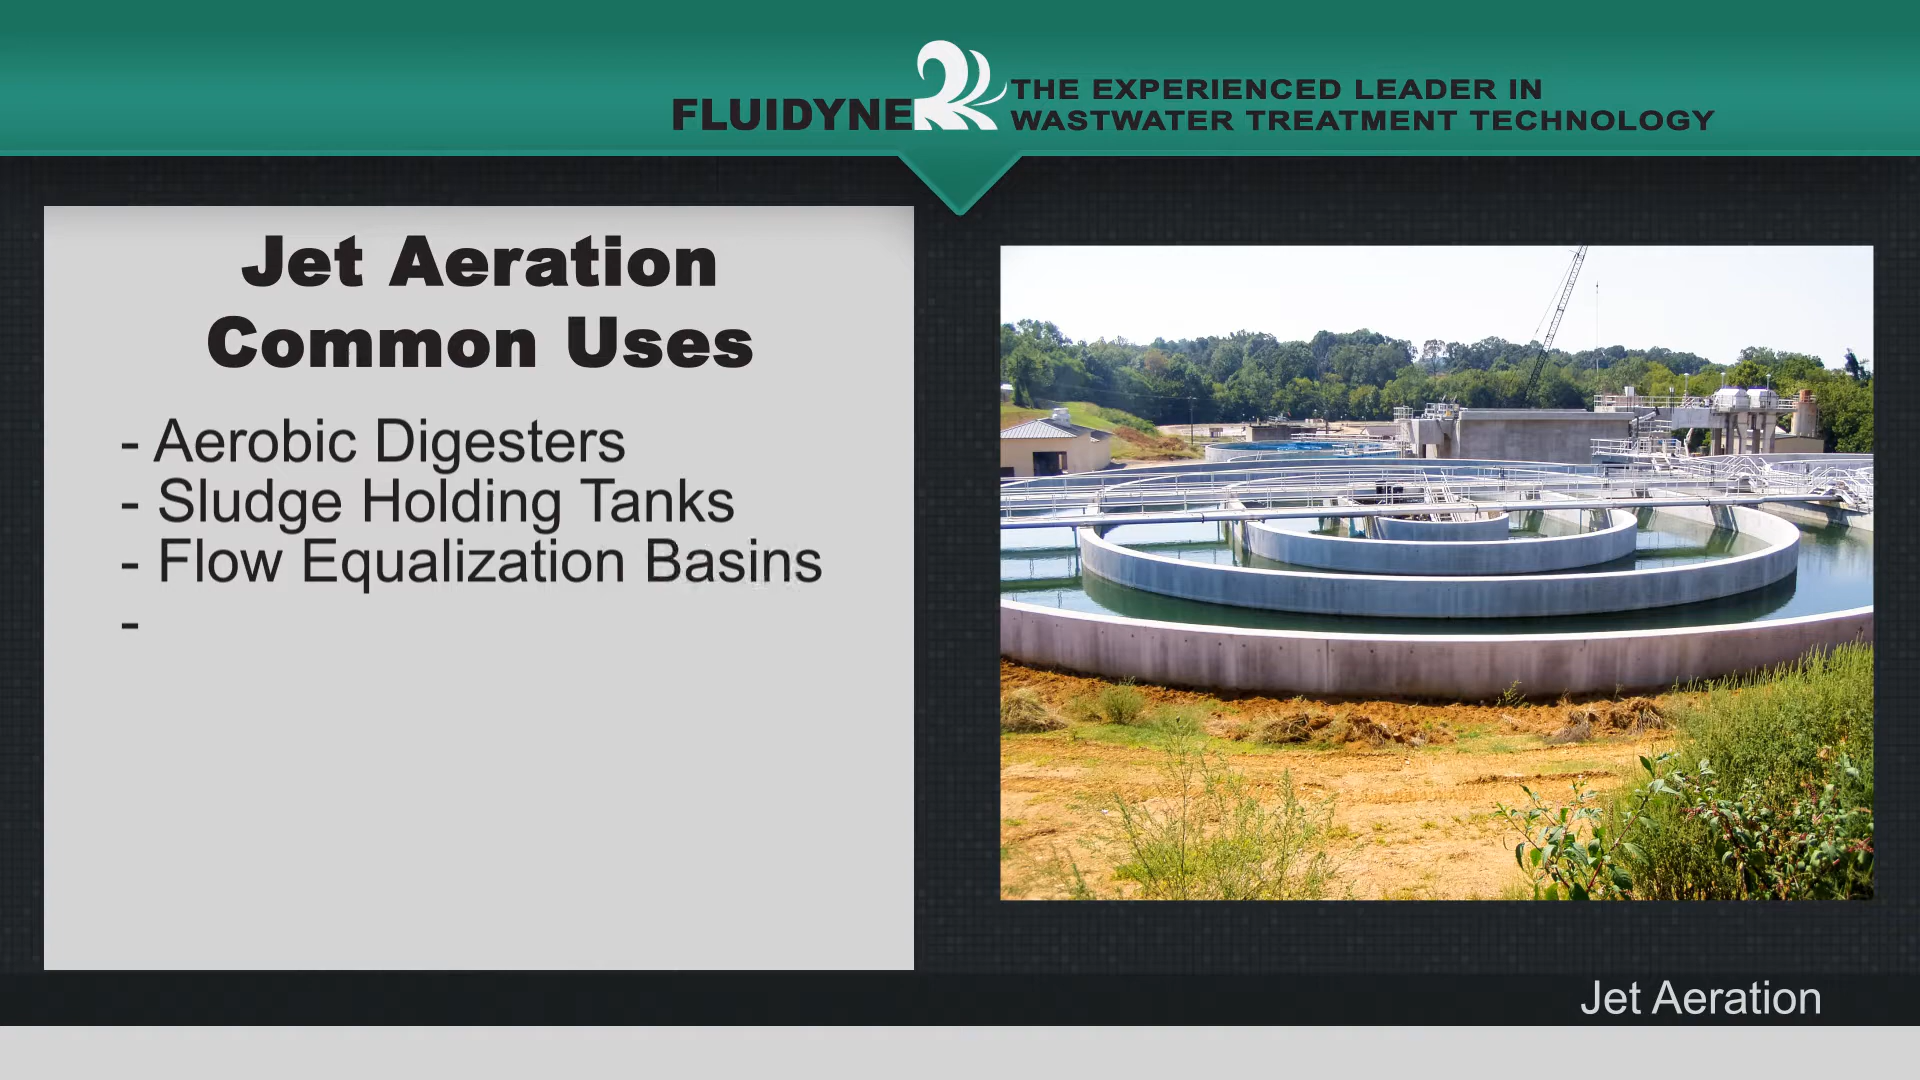 FLUIDYNE
THE EXPERIENCED LEADER IN
WASTWATER TREATMENT TECHNOLOGY
Jet Aeration
Common Uses
- Aerobic Digesters
- Sludge Holding Tanks
- Flow Equalization Basins
-
Jet Aeration